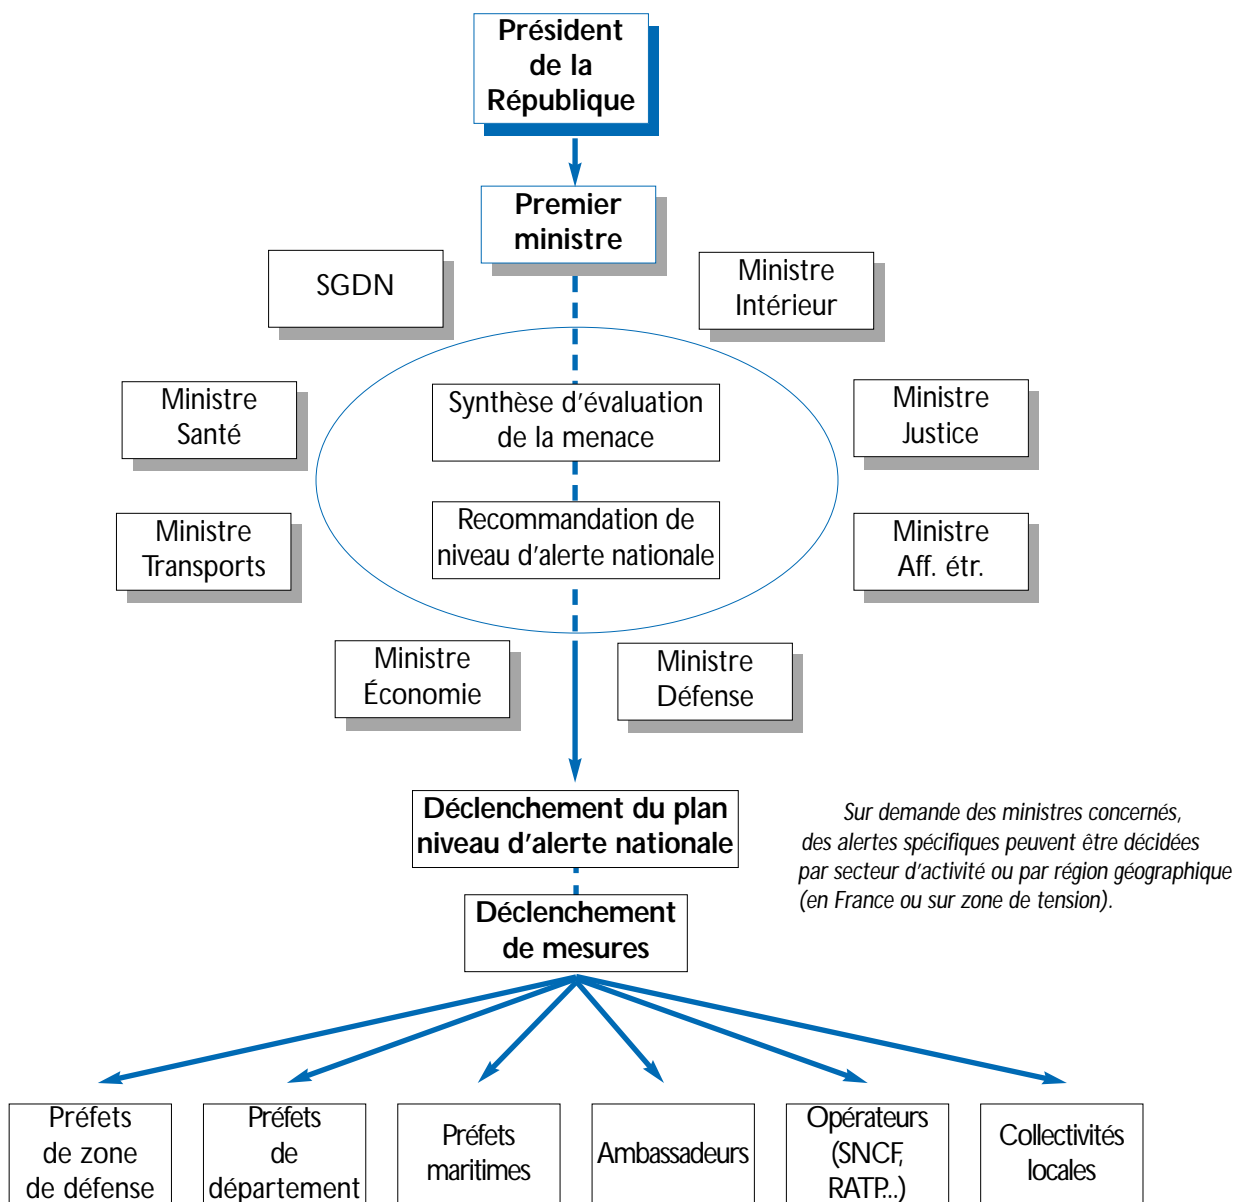 Président
de la
République
Premier
ministre
SGDN
Ministre
Intérieur
Ministre
Santé
Synthèse d'évaluation
de la menace
Ministre
Justice
Ministre
Transports
Recommandation de
niveau d'alerte nationale
Ministre
Aff. étr.
Ministre
Économie
Ministre
Défense
Déclenchement du plan
niveau d'alerte nationale
Sur demande des ministres concernés,
des alertes spécifiques peuvent être décidées
par secteur d'activité ou par région géographique
(en France ou sur zone de tension).
Déclenchement
de mesures
Préfets
de zone
de défense
Préfets
de
département
Préfets
maritimes
Ambassadeurs
Opérateurs
(SNCF,
RATP...)
Collectivités
locales